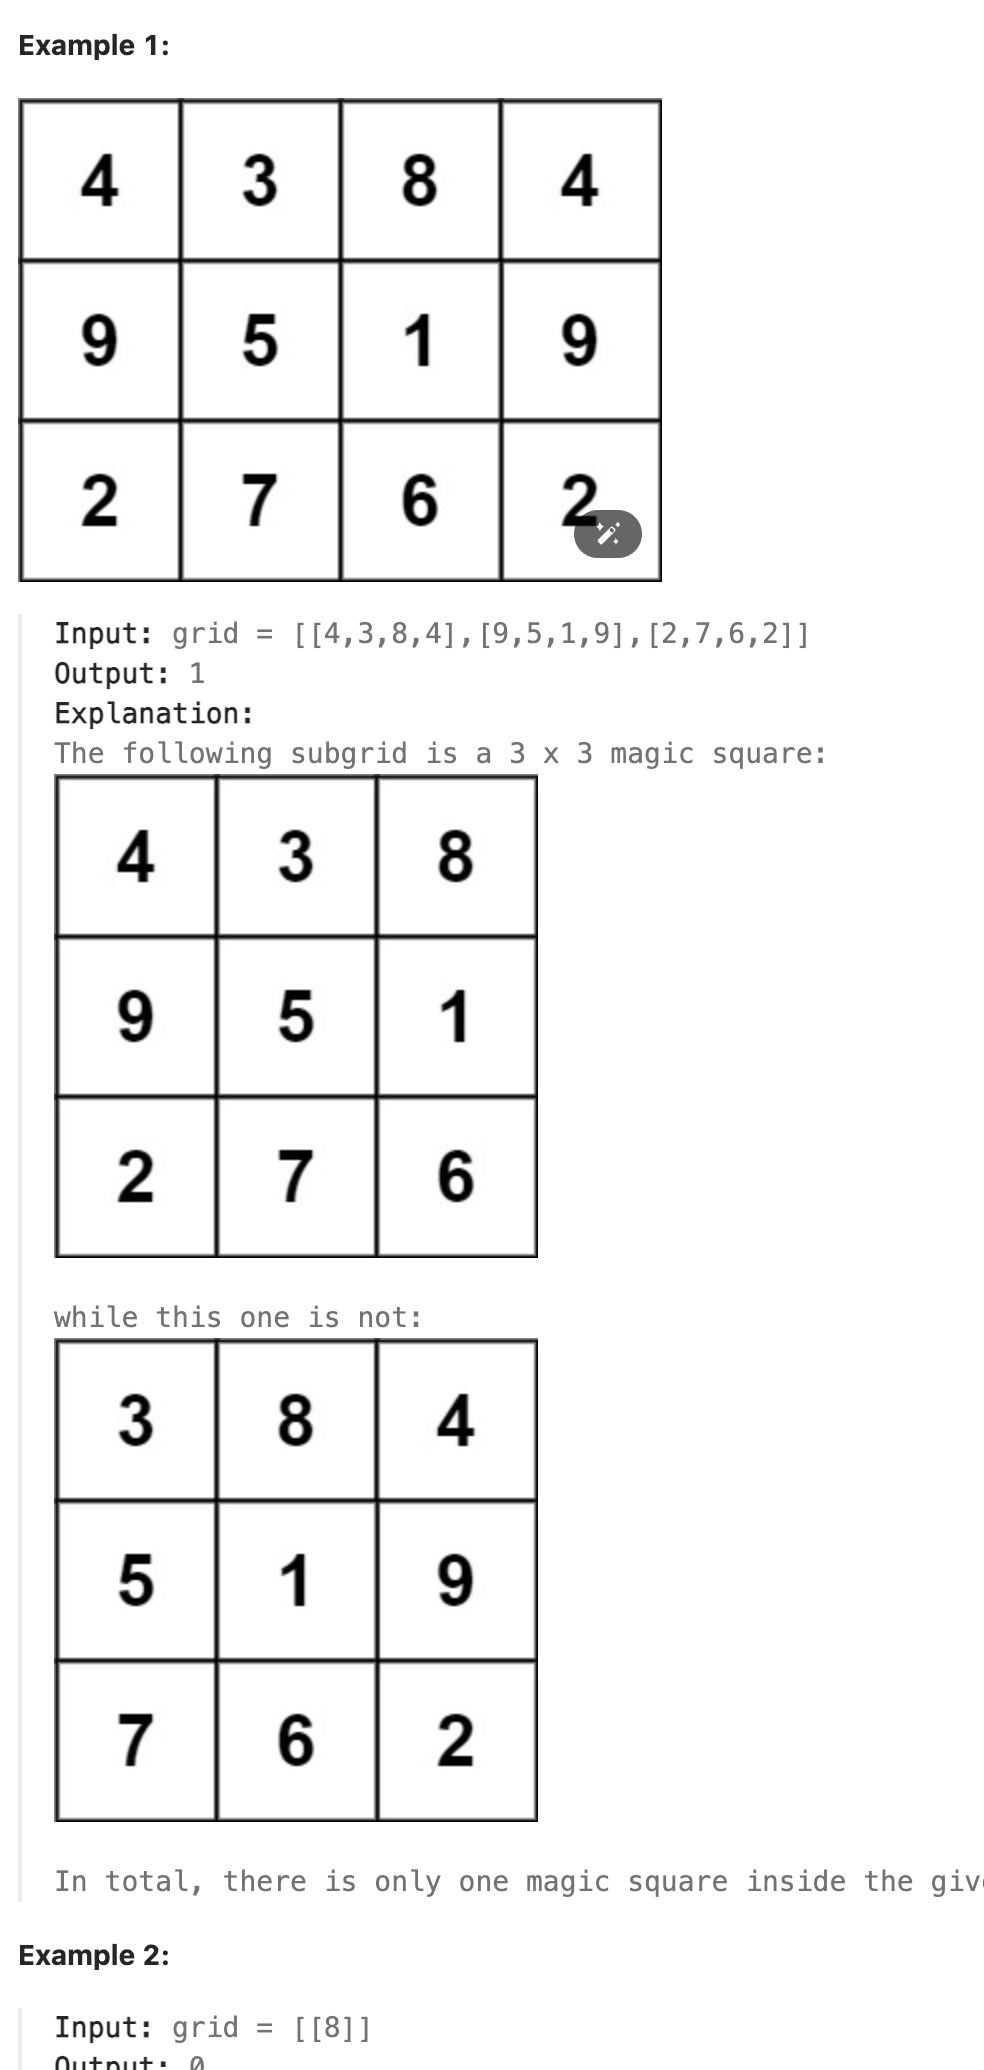 Example 1:
4 3 8 4
9 5 1 9
2 7 6 2
Input: grid = [[4,3,8,4],[9,5,1,9],[2,7,6,2]]
Output: 1
Explanation:
The following subgrid is a 3 x 3 magic square:
4 3 8
9 5 1
2 7 6
while this one is not:
3 8 4
5 1 9
7 6 2
In total, there is only one magic square inside the giv
Example 2:
Input: grid = [[8]]
Output: 0